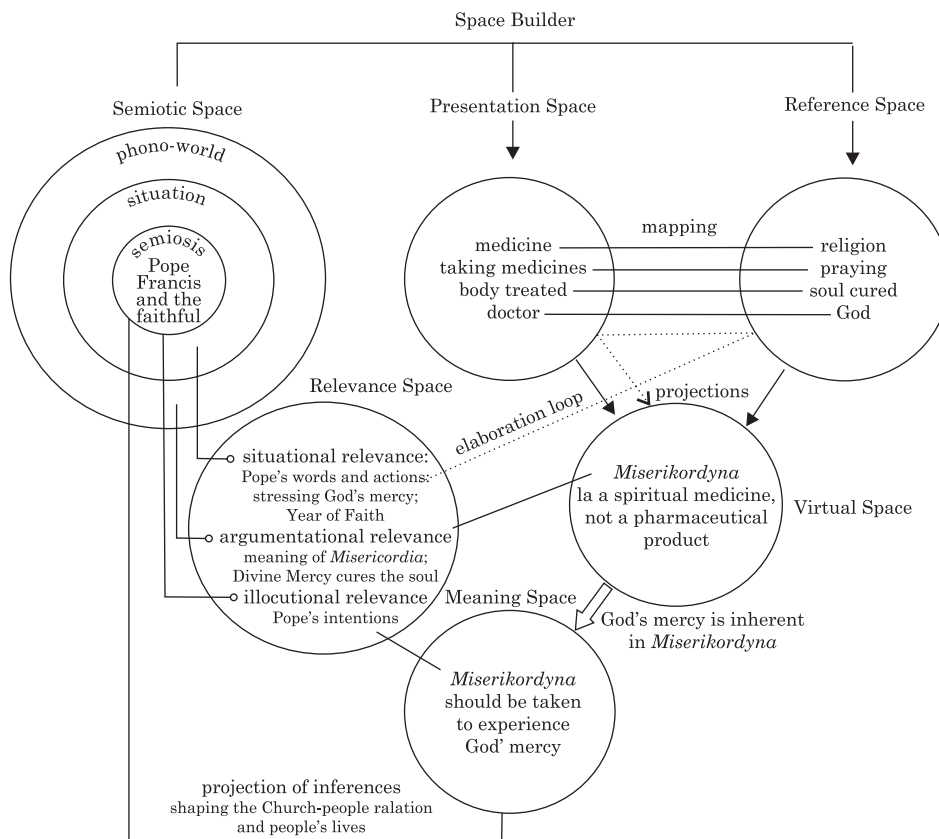 Space Builder
Semiotic Space
Presentation Space
Reference Space
phono-world
situation
semiosis
Pope
Francis
and the
faithful
mapping
medicine
taking medicines
body treated
doctor
religion
praying
soul cured
God
Relevance Space
elaboration loop
projections
situational relevance:
Pope's words and actions:
stressing God's mercy;
Year of Faith
argumentational relevance
meaning of Misericordia;
Divine Mercy cures the soul
illocutional relevance
Pope's intentions
Miserikordyna
la a spiritual medicine,
not a pharmaceutical
product
Virtual Space
Meaning Space
God's mercy is inherent
in Miserikordyna
Miserikordyna
should be taken
to experience
God' mercy
projection of inferences
shaping the Church-people ralation
and people's lives